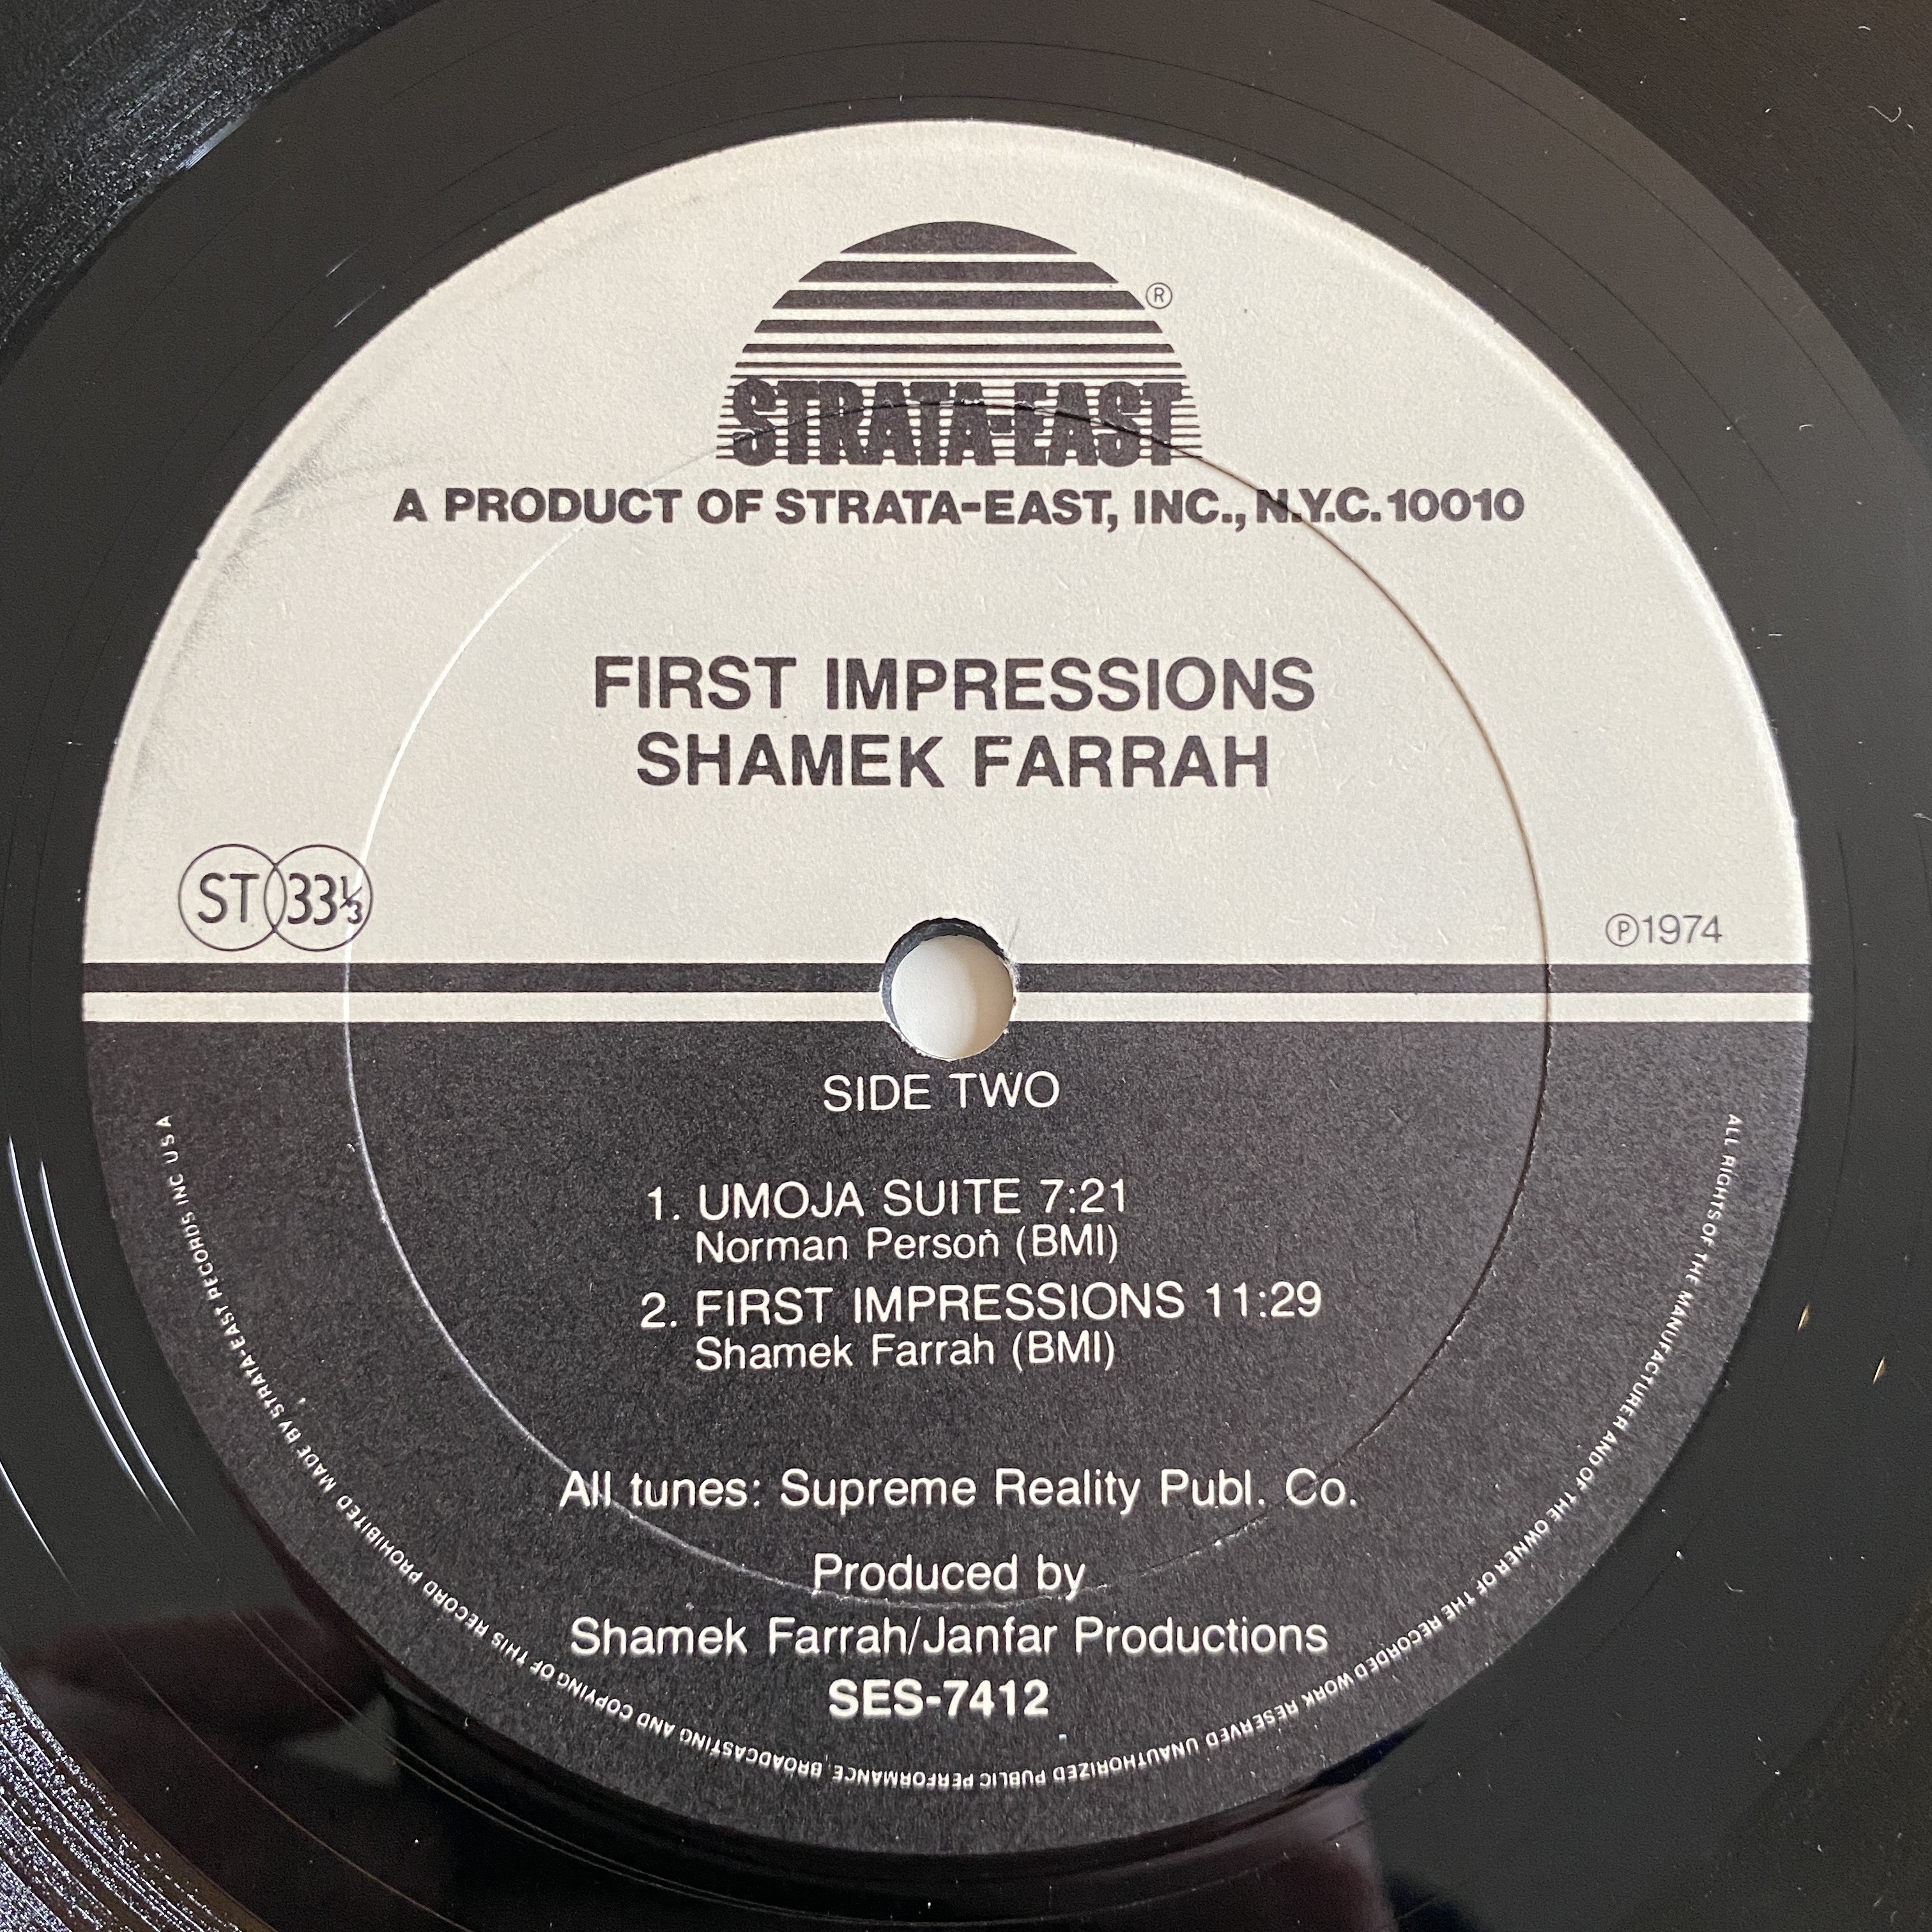 STRATA-EAST ®
A PRODUCT OF STRATA-EAST, INC., N.Y.C. 10010
FIRST IMPRESSIONS
SHAMEK FARRAH
ST 33⅓
℗1974
SIDE TWO
1. UMOJA SUITE 7:21
Norman Person (BMI)
2. FIRST IMPRESSIONS 11:29
Shamek Farrah (BMI)
All tunes: Supreme Reality Publ. Co.
Produced by
Shamek Farrah/Janfar Productions
SES-7412
ALL RIGHTS OF THE MANUFACTURER AND OF THE OWNER OF THE RECORDED WORK RESERVED UNAUTHORIZED PUBLIC PERFORMANCE, BROADCASTING AND COPYING OF THIS RECORD PROHIBITED MADE BY STRATA-EAST RECORDS INC USA